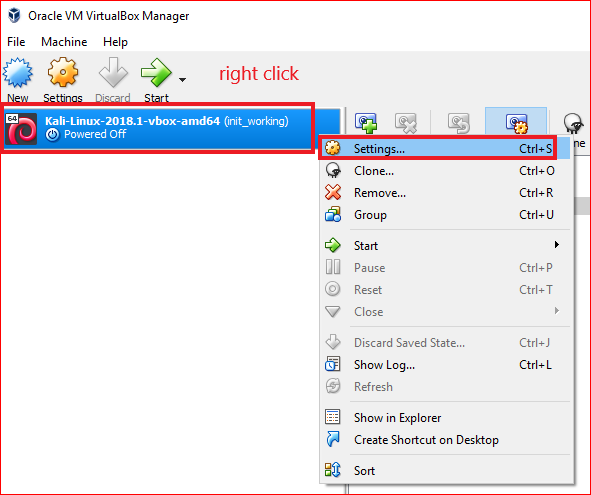 Oracle VM VirtualBox Manager
File Machine Help
right click
New Settings Discard Start
64
Kali-Linux-2018.1-vbox-amd64 (init_working)
Powered Off
Settings... Ctrl+S
Clone... Ctrl+O
Remove... Ctrl+R
Group Ctrl+U
Start
Pause Ctrl+P
Reset Ctrl+T
Close
Discard Saved State... Ctrl+J
Show Log... Ctrl+L
Refresh
Show in Explorer
Create Shortcut on Desktop
Sort